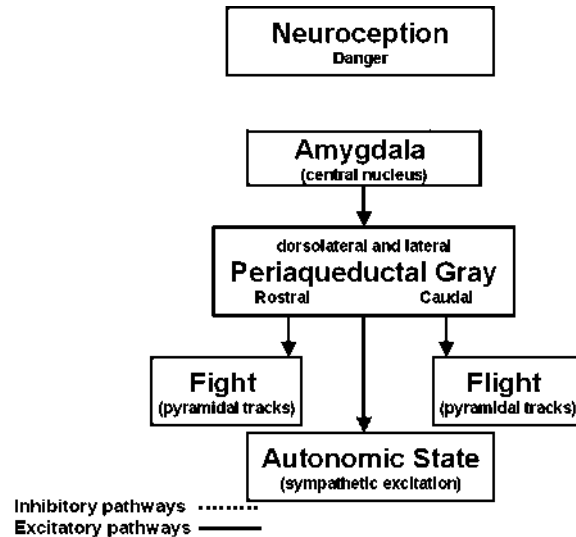 Neuroception
Danger
Amygdala
(central nucleus)
dorsolateral and lateral
Periaqueductal Gray
Rostral Caudal
Fight Flight
(pyramidal tracks) (pyramidal tracks)
Autonomic State
(sympathetic excitation)
Inhibitory pathways
Excitatory pathways